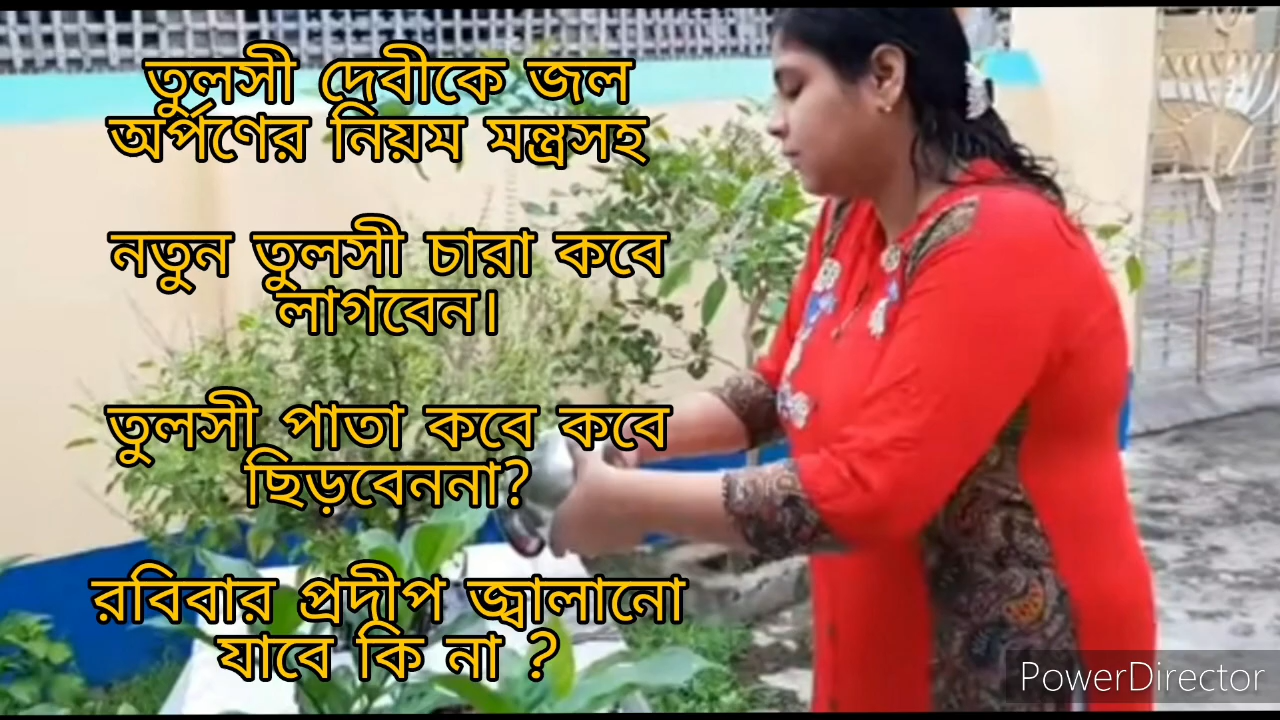 তুলসী দেবীকে জল
অর্পণের নিয়ম মন্ত্রসহ
নতুন তুলসী চারা কবে
লাগবেন।
তুলসী পাতা কবে কবে
ছিড়বেননা?
রবিবার প্রদীপ জ্বালানো
যাবে কি না ?
PowerDirector